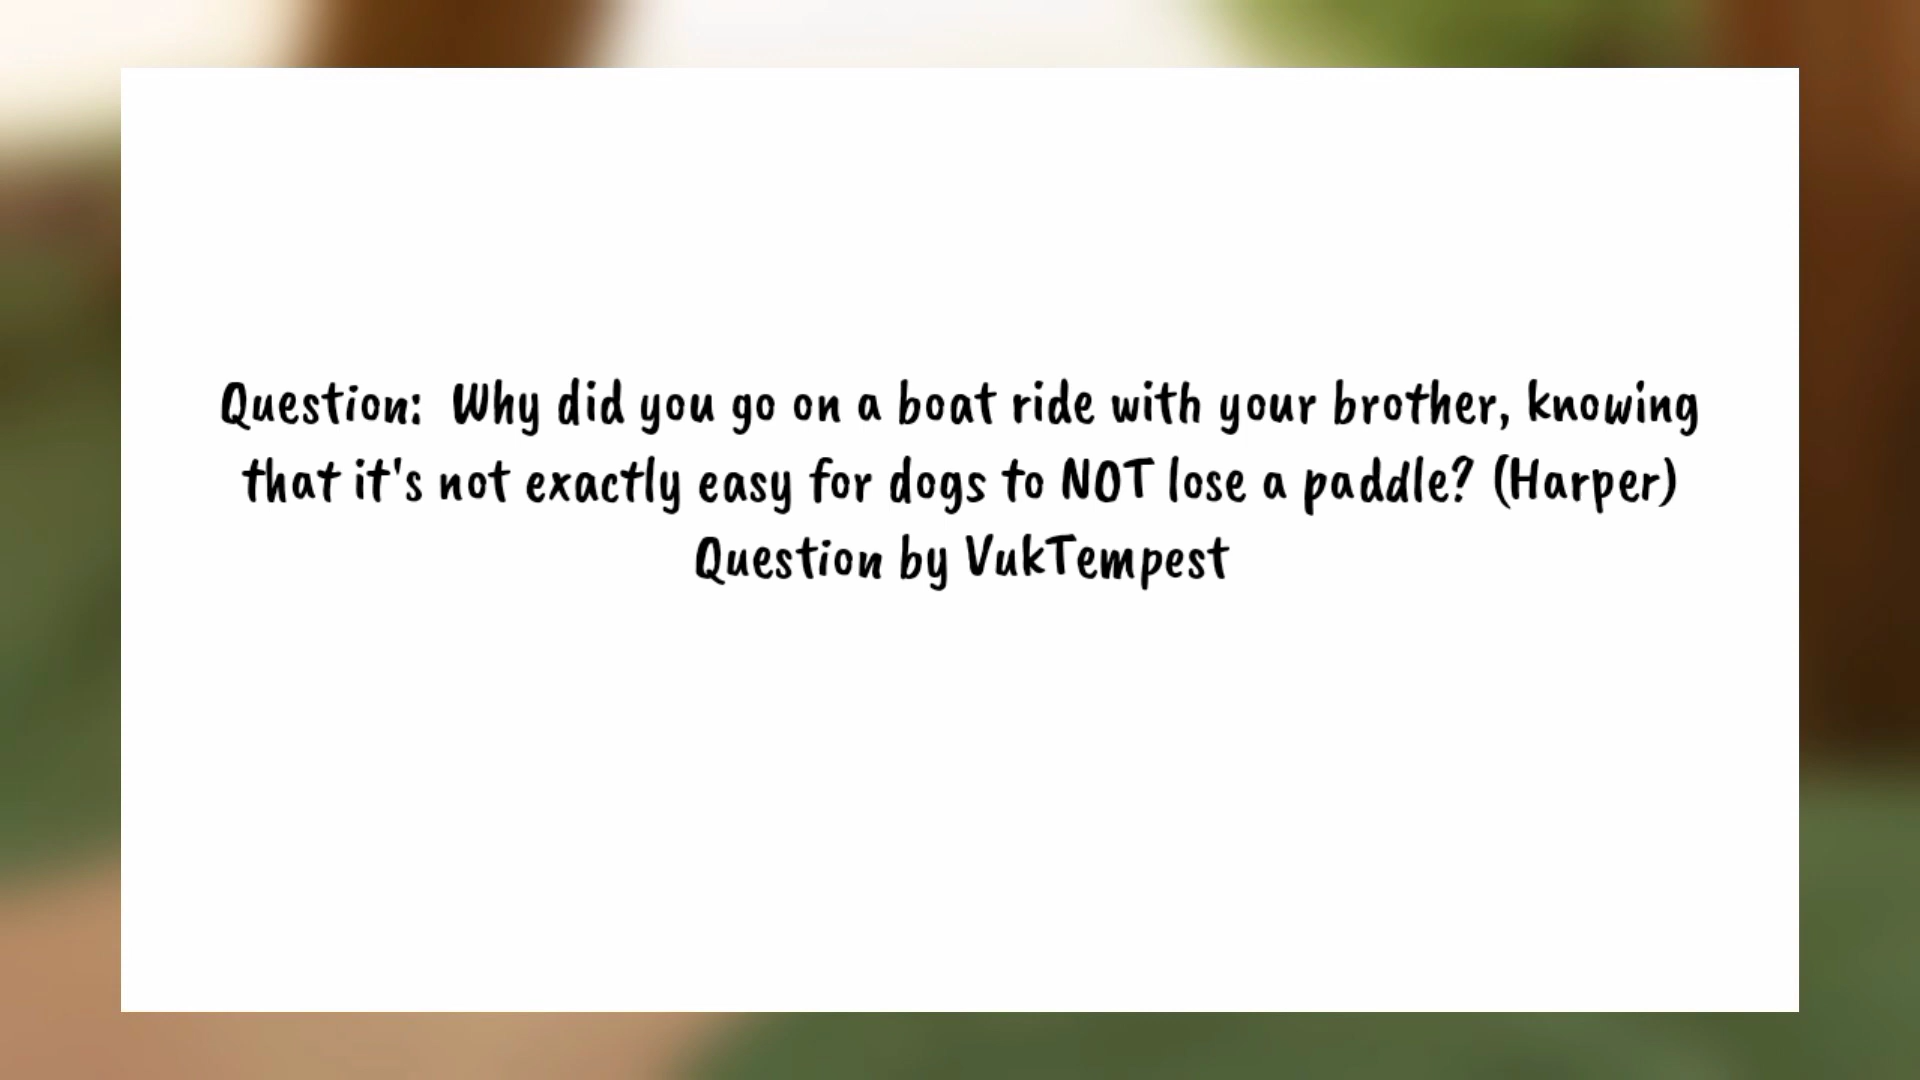 Question:  Why did you go on a boat ride with your brother, knowing
that it's not exactly easy for dogs to NOT lose a paddle? (Harper)
Question by VukTempest